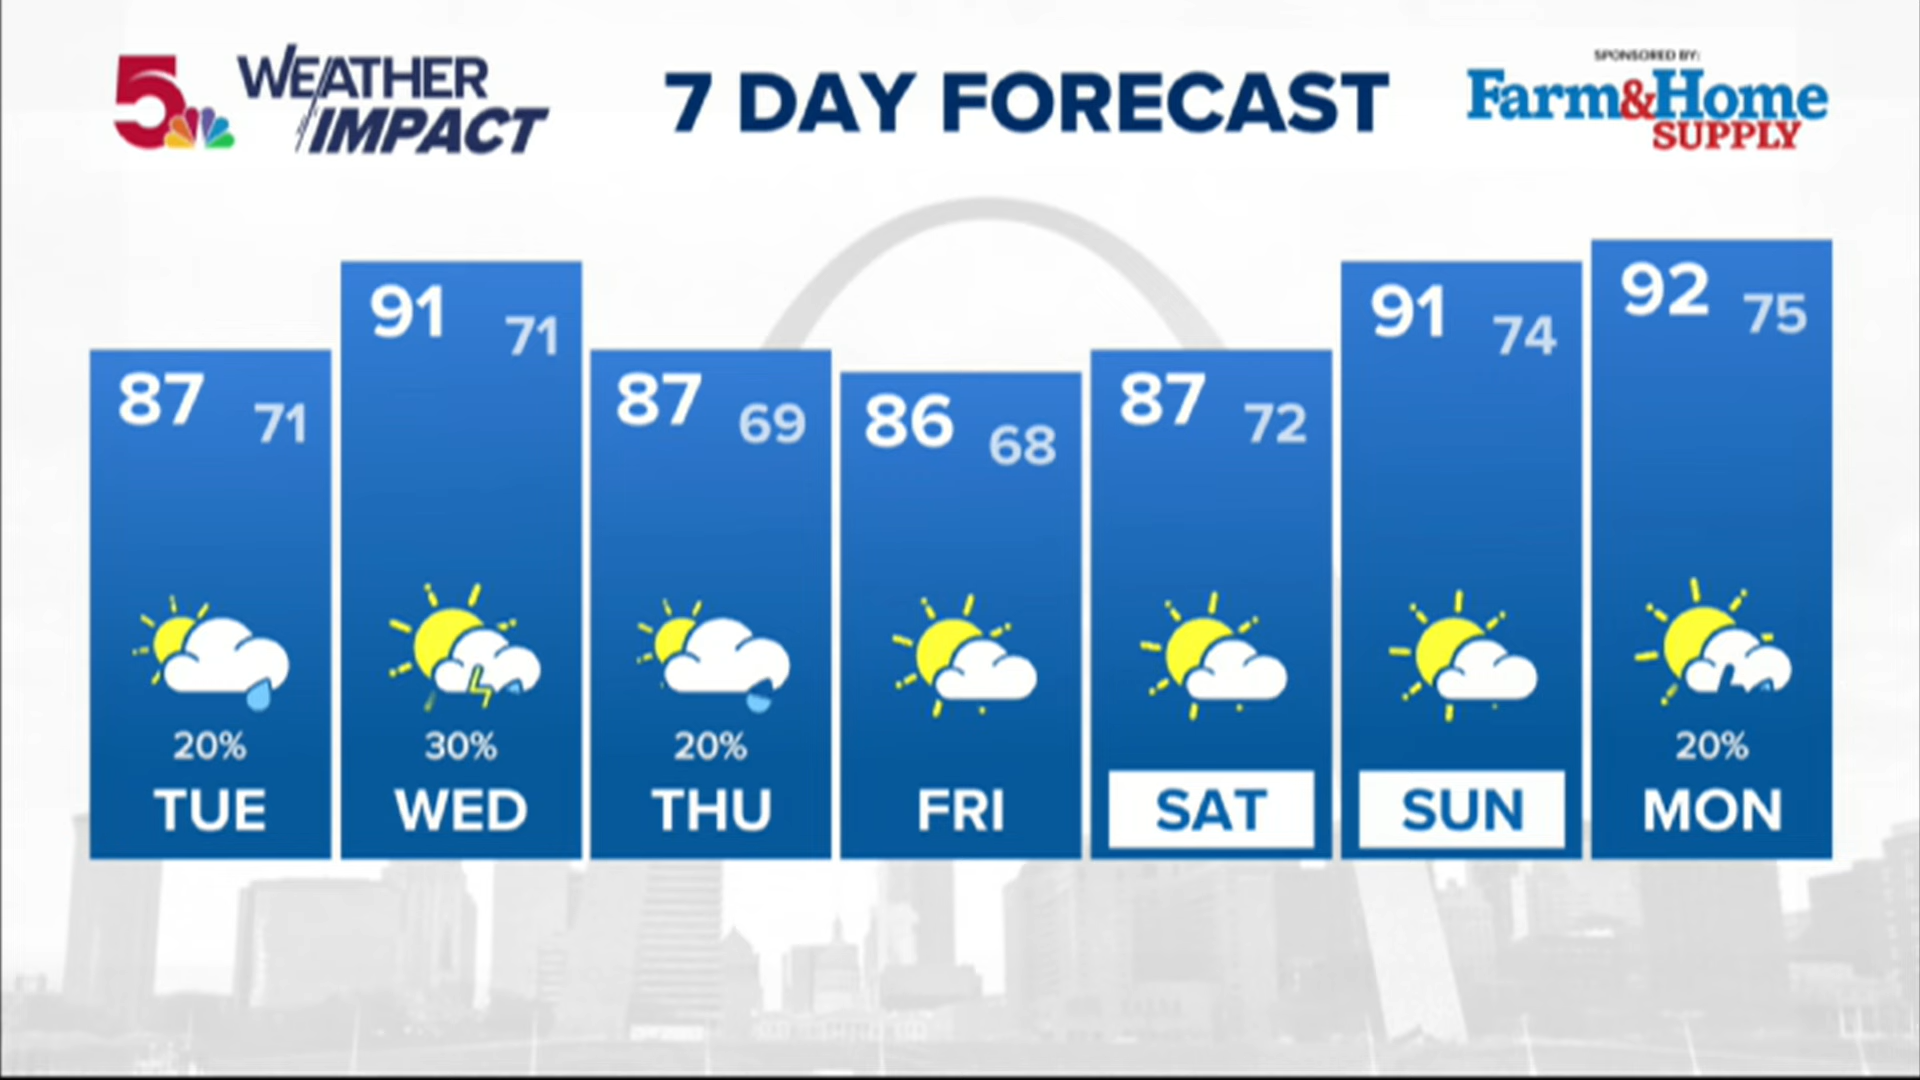 5 WEATHER IMPACT
7 DAY FORECAST
SPONSORED BY:
Farm&Home
SUPPLY
87 71
91 71
87 69
86 68
87 72
91 74
92 75
20%
30%
20%
20%
TUE
WED
THU
FRI
SAT
SUN
MON